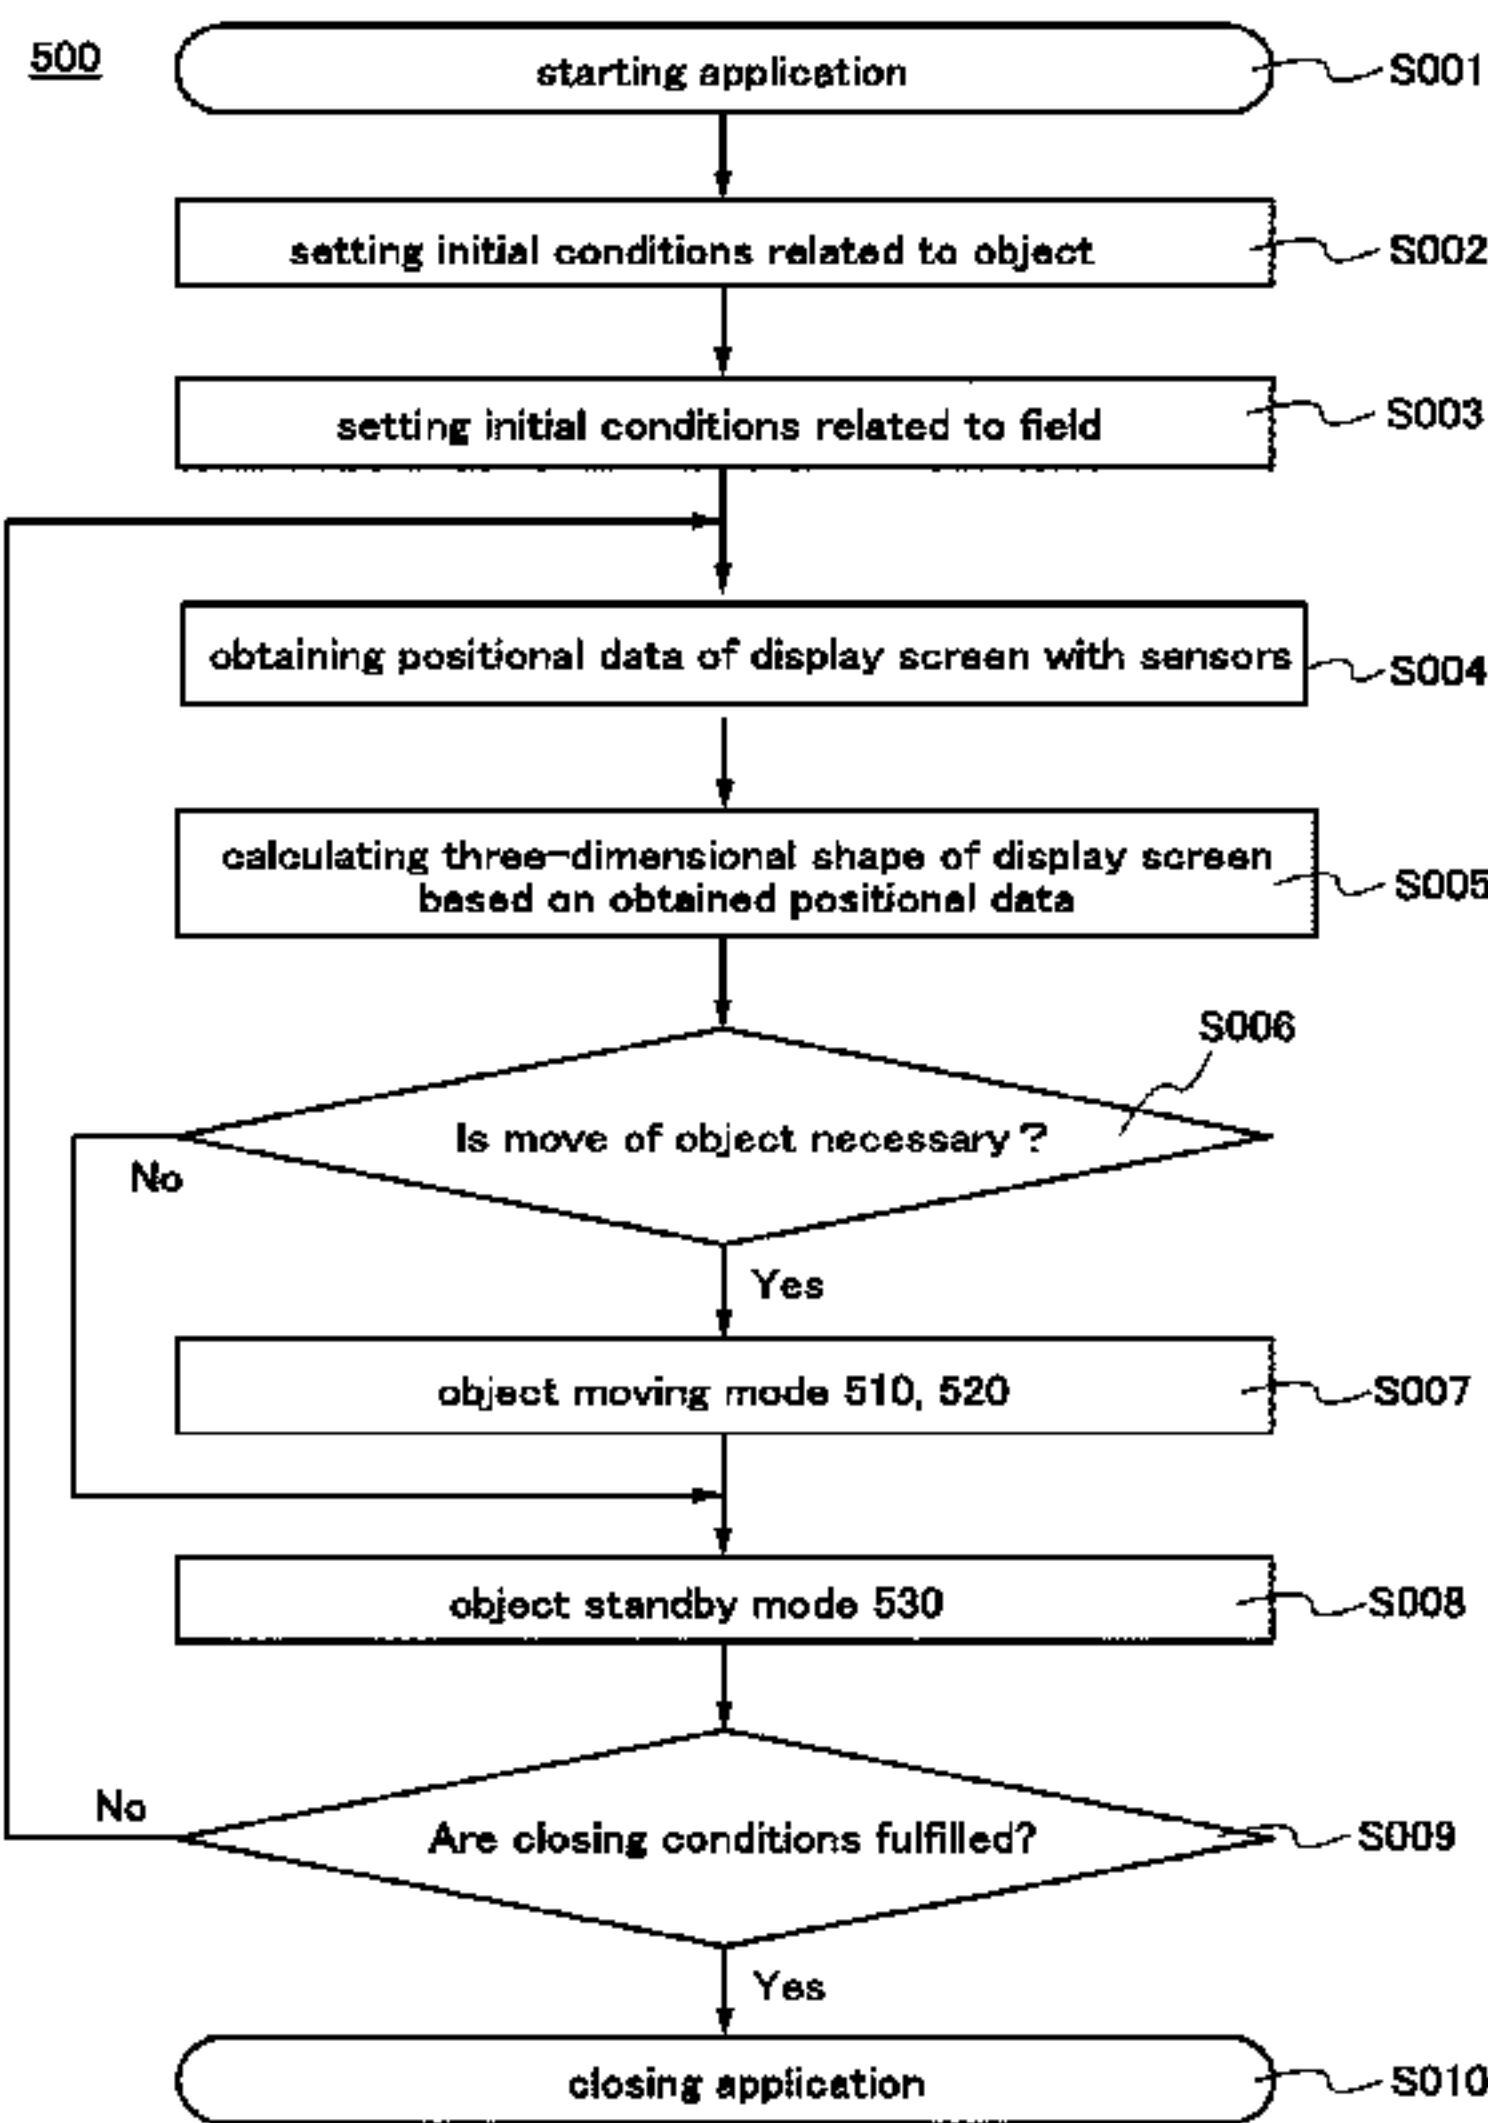 500
starting application
S001
setting initial conditions related to object
S002
setting initial conditions related to field
S003
obtaining positional data of display screen with sensors
S004
calculating three-dimensional shape of display screen
based on obtained positional data
S005
S006
Is move of object necessary?
No
Yes
object moving mode 510, 520
S007
object standby mode 530
S008
No
Are closing conditions fulfilled?
S009
Yes
closing application
S010